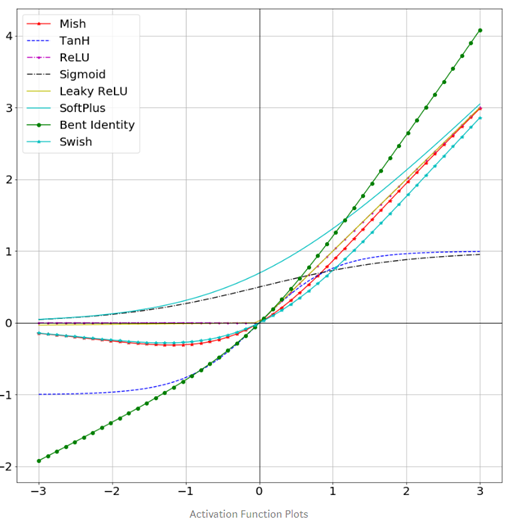 Mish
TanH
ReLU
Sigmoid
Leaky ReLU
SoftPlus
Bent Identity
Swish
4
3
2
1
0
−1
−2
−3 −2 −1 0 1 2 3
Activation Function Plots